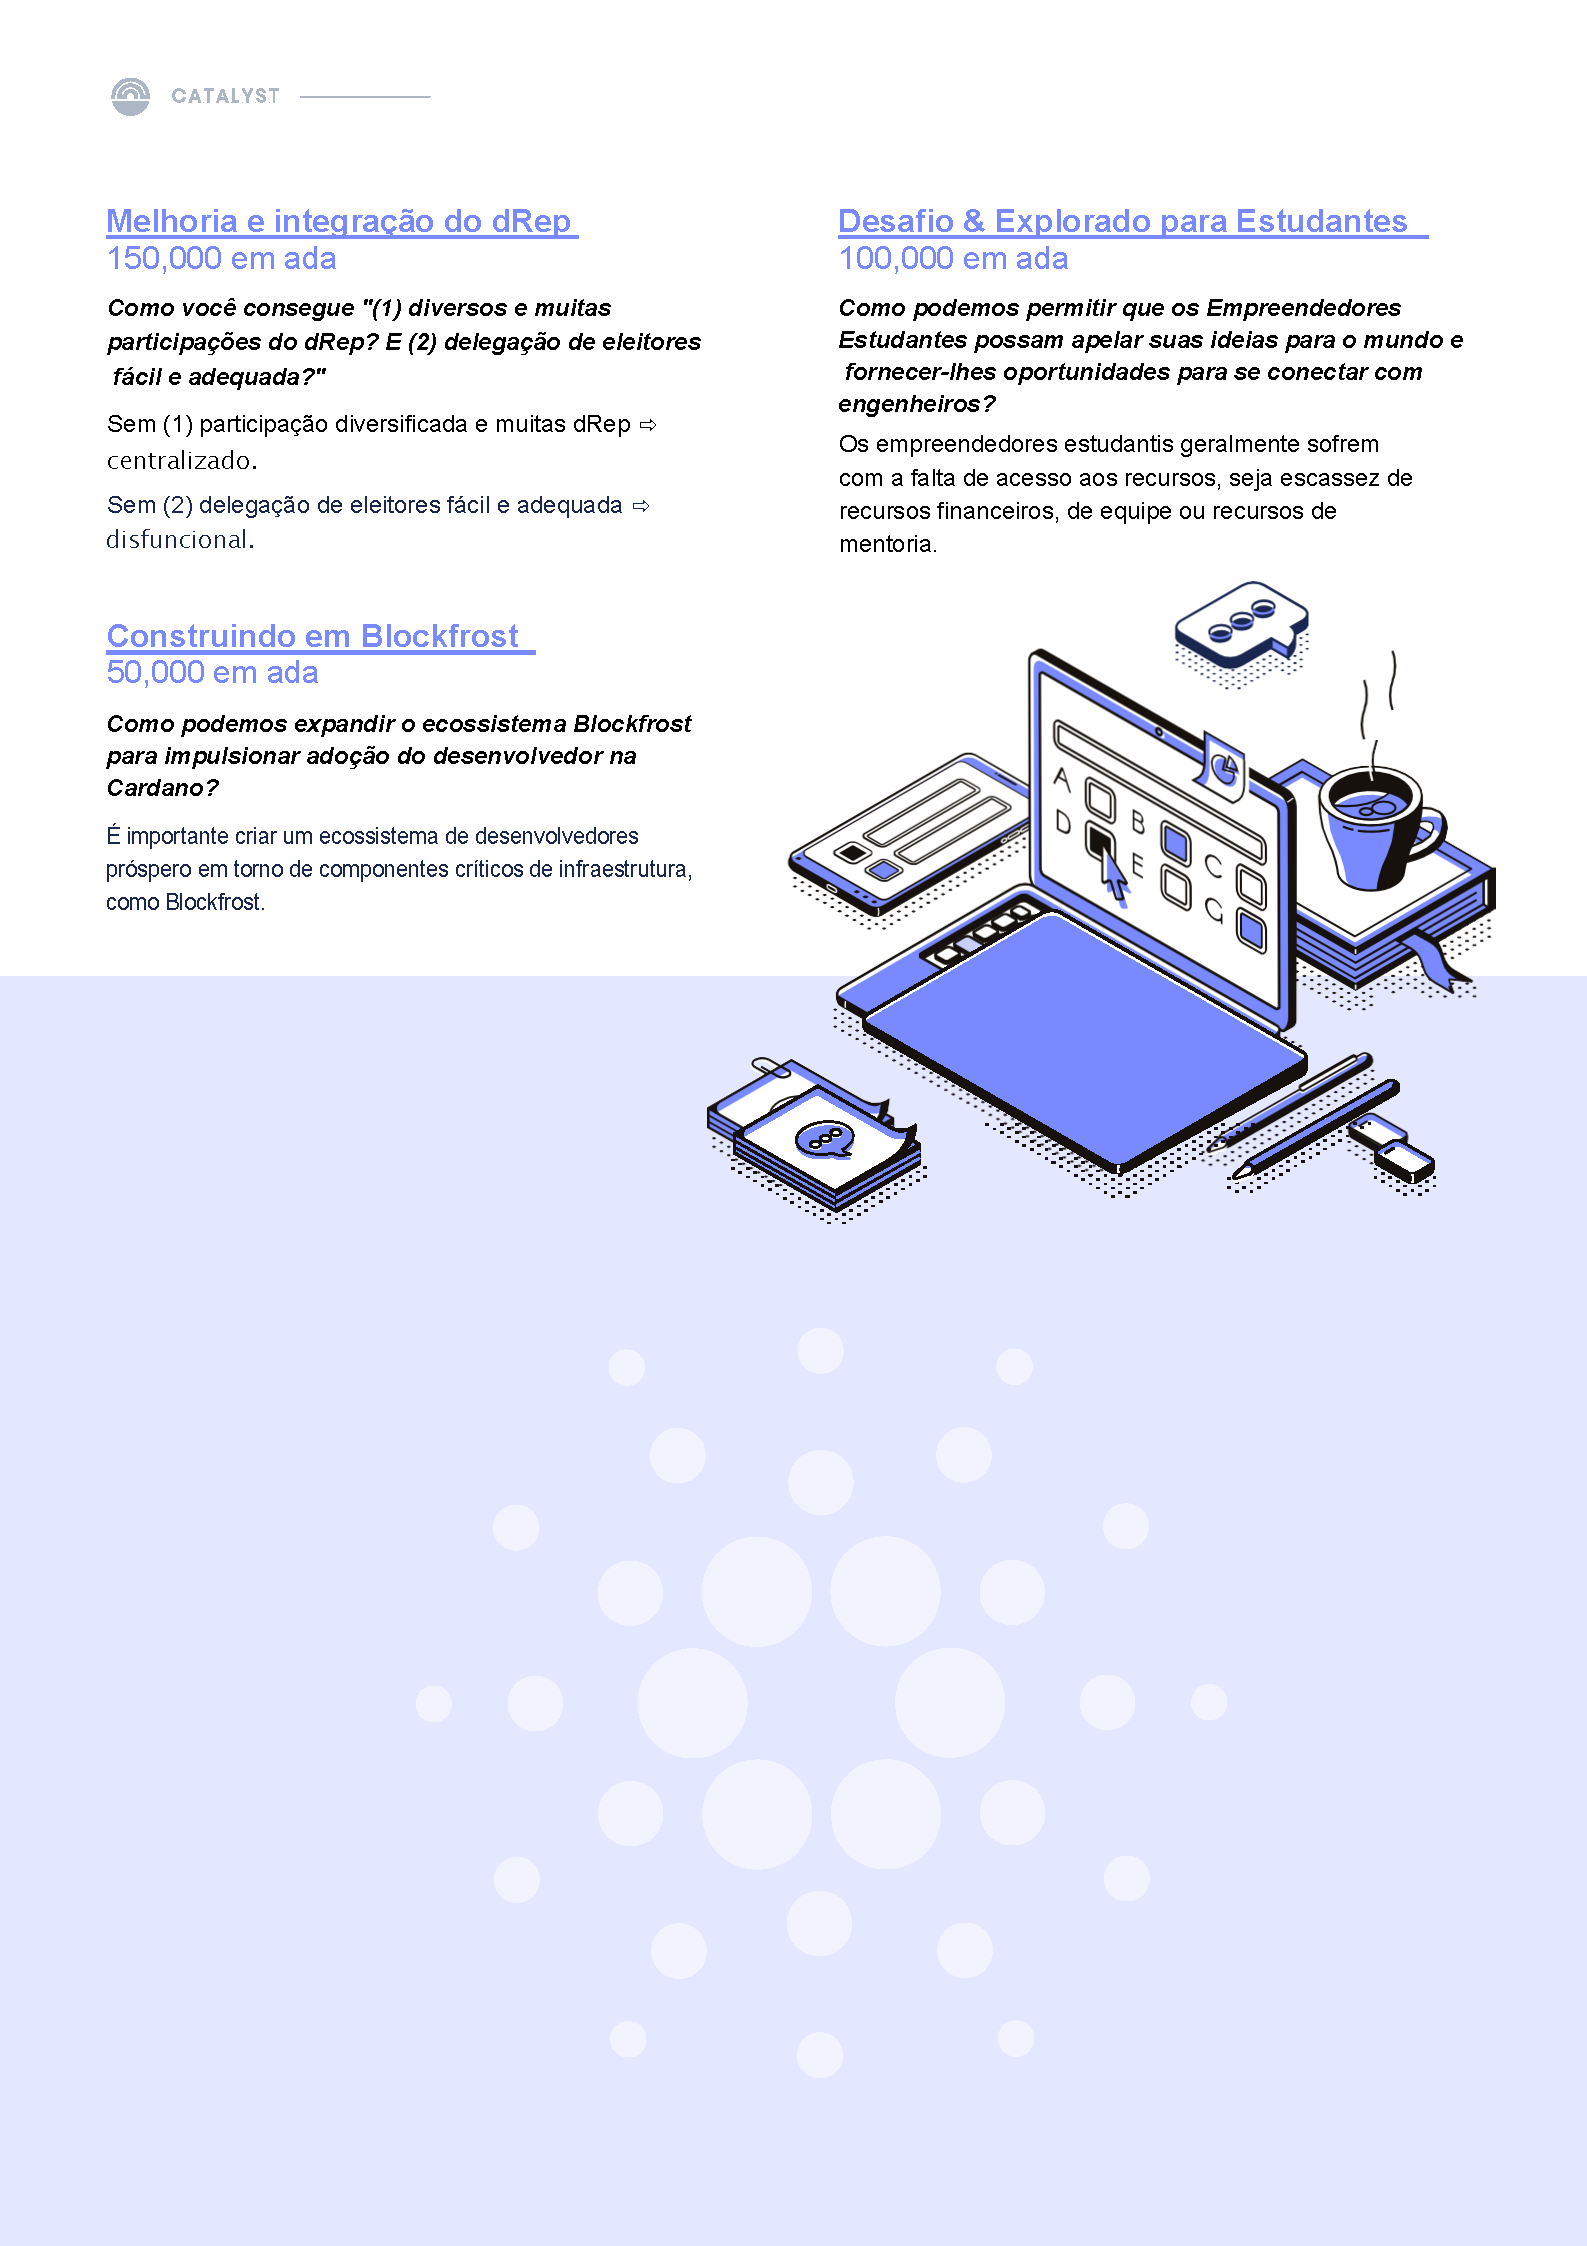 CATALYST
Melhoria e integração do dRep
150,000 em ada
Como você consegue "(1) diversos e muitas
participações do dRep? E (2) delegação de eleitores
fácil e adequada?"
Sem (1) participação diversificada e muitas dRep ⇨
centralizado.
Sem (2) delegação de eleitores fácil e adequada ⇨
disfuncional.
Construindo em Blockfrost
50,000 em ada
Como podemos expandir o ecossistema Blockfrost
para impulsionar adoção do desenvolvedor na
Cardano?
É importante criar um ecossistema de desenvolvedores
próspero em torno de componentes críticos de infraestrutura,
como Blockfrost.
Desafio & Explorado para Estudantes
100,000 em ada
Como podemos permitir que os Empreendedores
Estudantes possam apelar suas ideias para o mundo e
fornecer-lhes oportunidades para se conectar com
engenheiros?
Os empreendedores estudantis geralmente sofrem
com a falta de acesso aos recursos, seja escassez de
recursos financeiros, de equipe ou recursos de
mentoria.
A
B
C
D
E
G